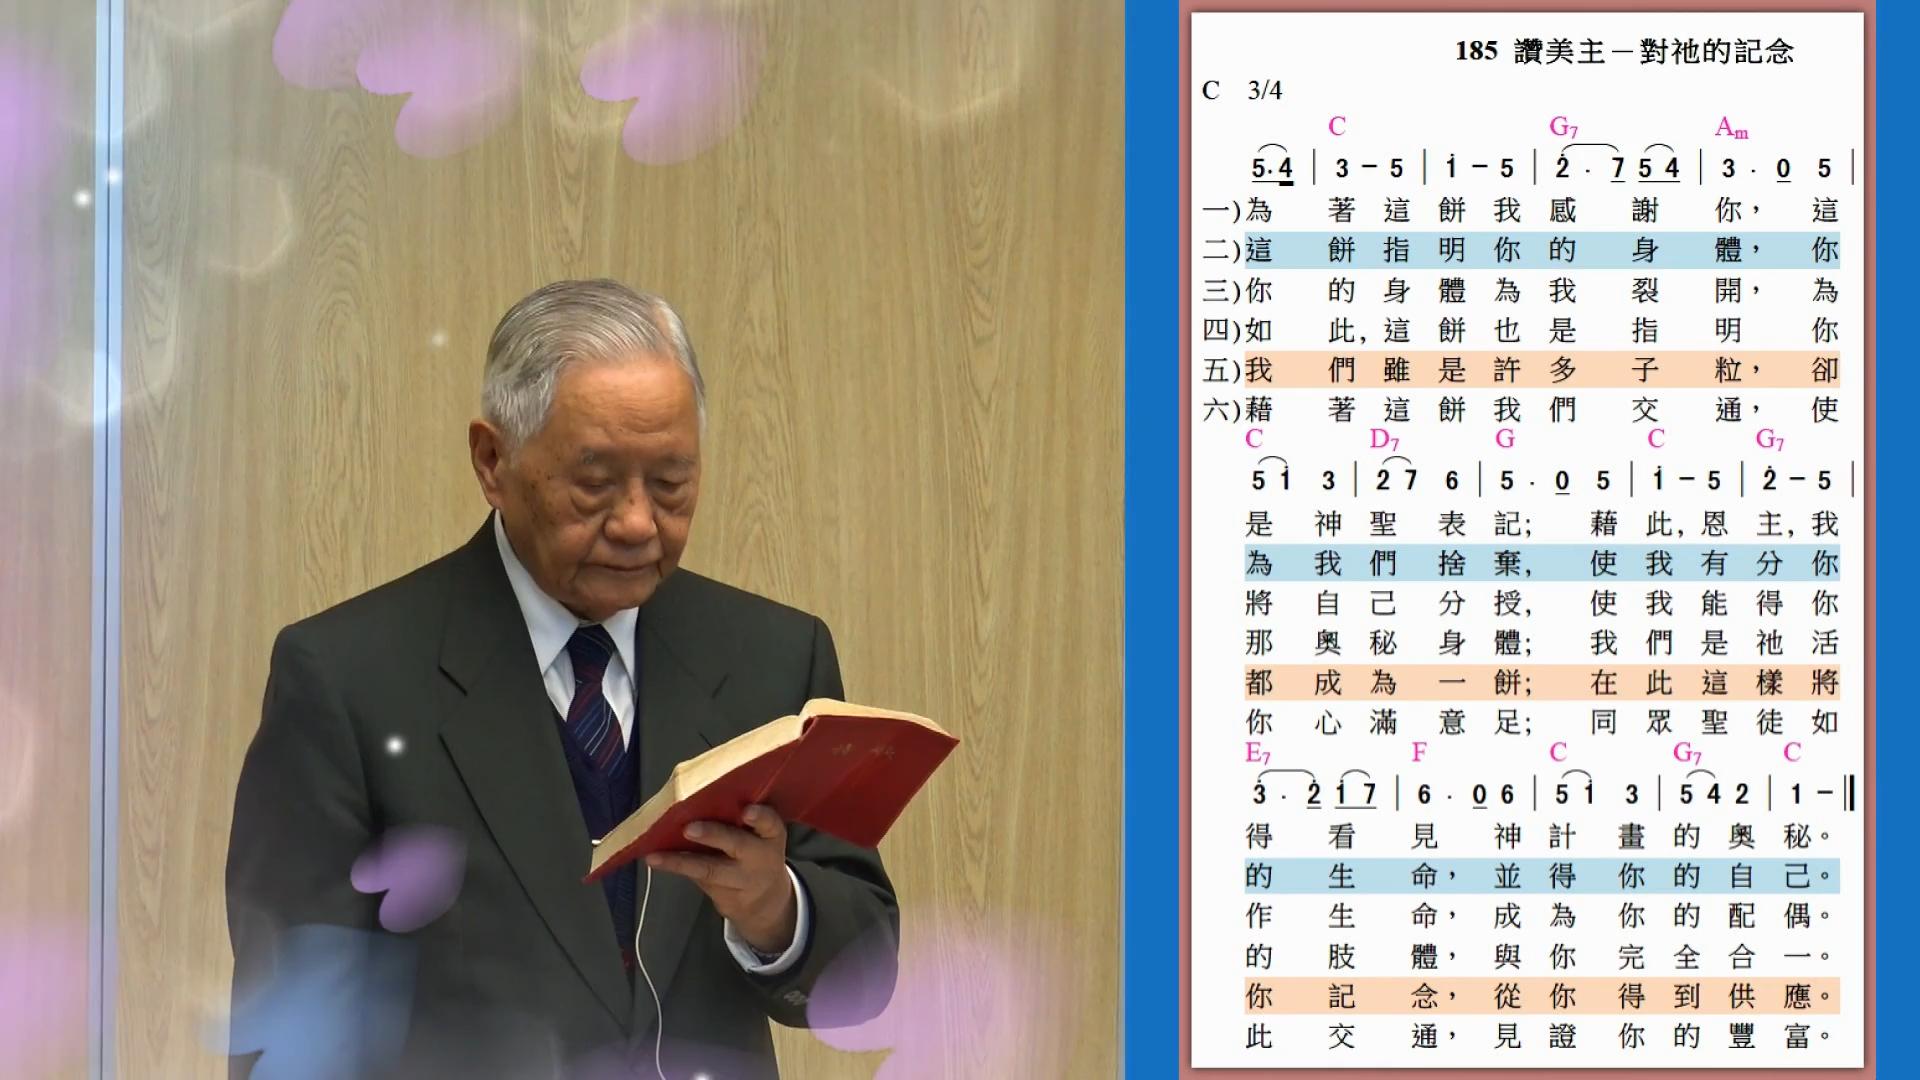 185 讚美主－對祂的記念
C 3/4
C G7 Am
5·4 | 3 – 5 | i – 5 | 2̇ · 7 5 4 | 3 · 0 5 |
一)為著這餅我感謝你，這
二)這餅指明你的身體，你
三)你的身體為我裂開，為
四)如此,這餅也是指明你
五)我們雖是許多子粒，卻
六)藉著這餅我們交通，使
C D7 G C G7
5 i 3 | 2 7 6 | 5 · 0 5 | i – 5 | 2̇ – 5 |
是神聖表記;藉此,恩主,我
為我們捨棄,使我有分你
將自己分授,使我能得你
那奧秘身體;我們是祂活
都成為一餅;在此這樣將
你心滿意足;同眾聖徒如
E7 F C G7 C
3̇ · 2̇ i 7 | 6 · 0 6 | 5 i 3 | 5 4 2 | 1 – ‖
得看見神計畫的奧秘。
的生命，並得你的自己。
作生命，成為你的配偶。
的肢體，與你完全合一。
你記念，從你得到供應。
此交通，見證你的豐富。